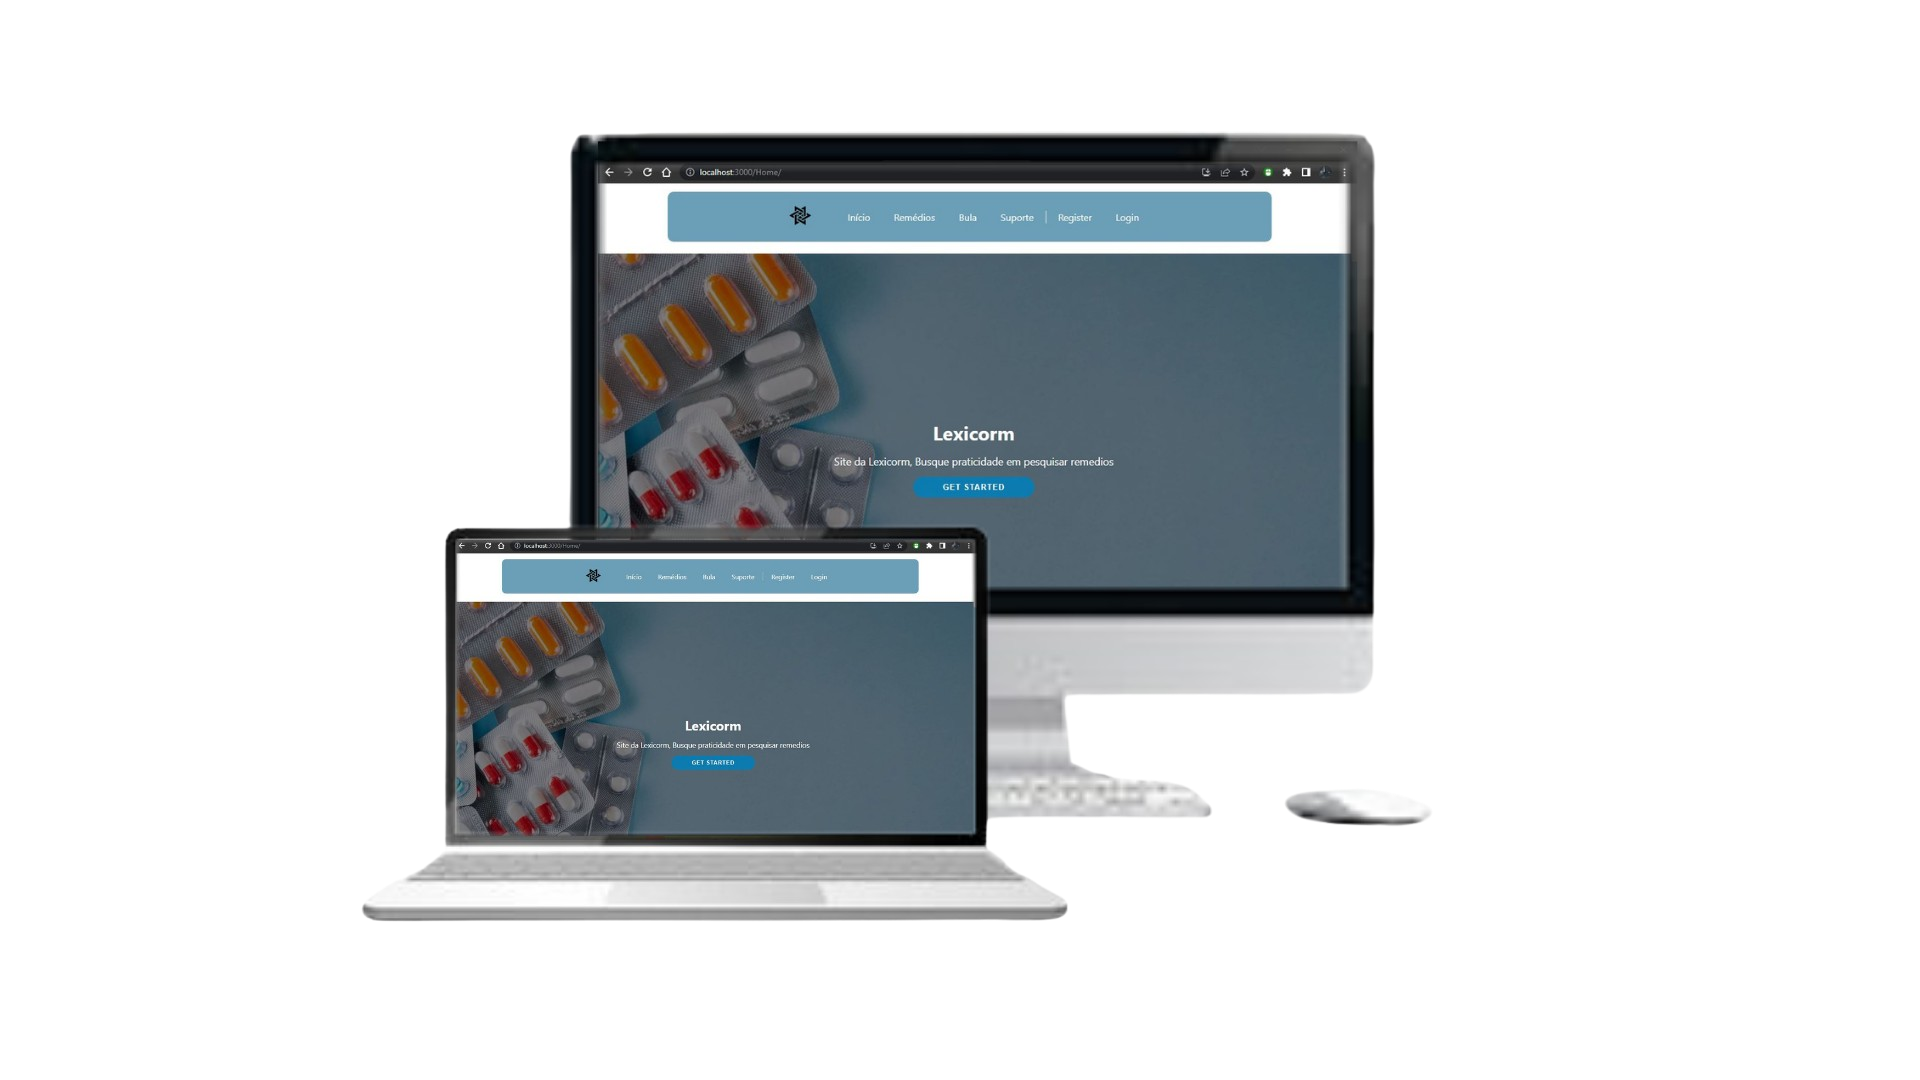 localhost:3000/Home/
Início Remédios Bula Suporte Register Login
Lexicorm
Site da Lexicorm, Busque praticidade em pesquisar remedios
GET STARTED
localhost:3000/Home/
Início Remédios Bula Suporte Register Login
Lexicorm
Site da Lexicorm, Busque praticidade em pesquisar remedios
GET STARTED